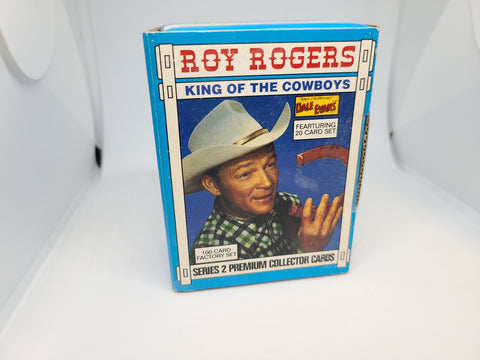 ROY ROGERS
KING OF THE COWBOYS
DALE EVANS
FEARTURING
20 CARD SET
100 CARD
FACTORY SET
SERIES 2 PREMIUM COLLECTOR CARDS